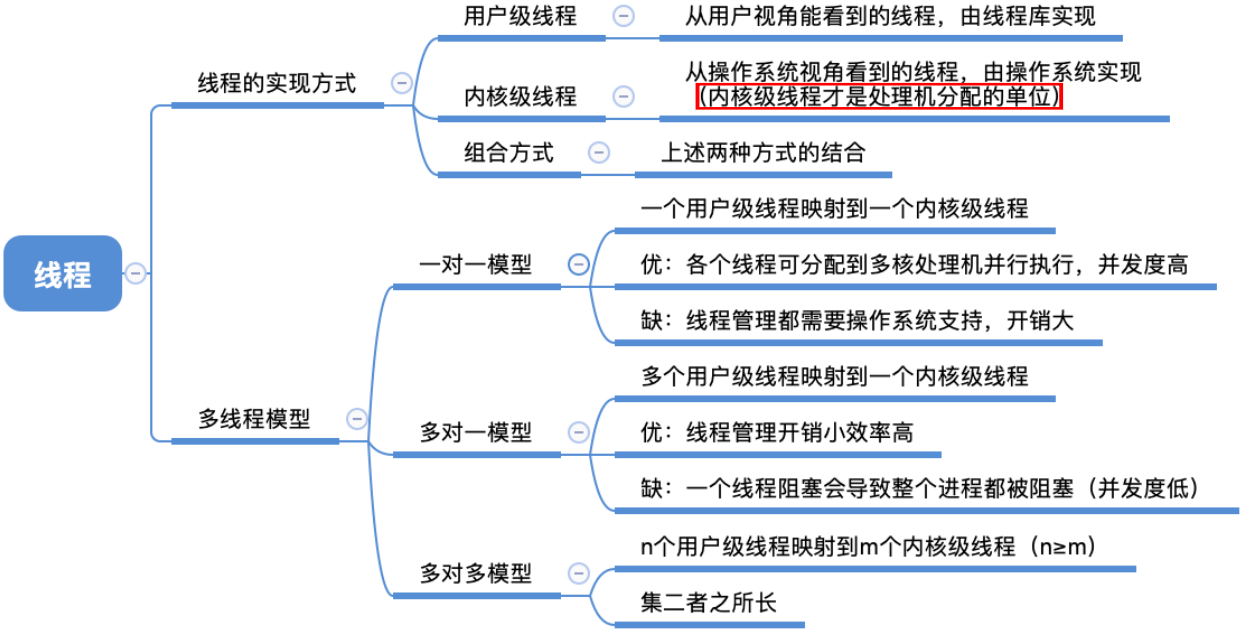 线程
线程的实现方式
用户级线程
从用户视角能看到的线程，由线程库实现
内核级线程
从操作系统视角看到的线程，由操作系统实现
（内核级线程才是处理机分配的单位）
组合方式
上述两种方式的结合
多线程模型
一对一模型
一个用户级线程映射到一个内核级线程
优：各个线程可分配到多核处理机并行执行，并发度高
缺：线程管理都需要操作系统支持，开销大
多对一模型
多个用户级线程映射到一个内核级线程
优：线程管理开销小效率高
缺：一个线程阻塞会导致整个进程都被阻塞（并发度低）
多对多模型
n个用户级线程映射到m个内核级线程（n≥m）
集二者之所长